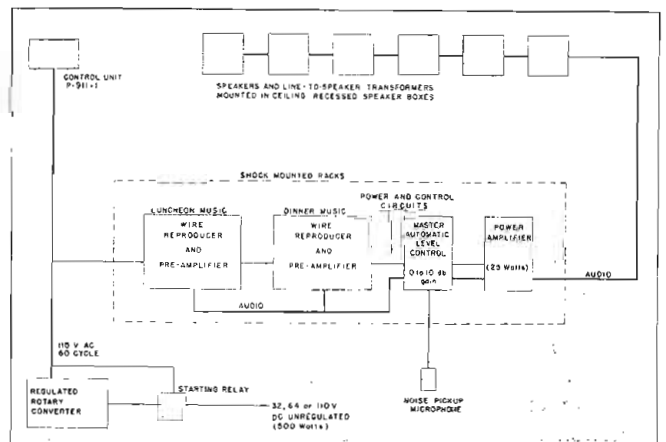 CONTROL UNIT
P-911-1
SPEAKERS AND LINE-TO-SPEAKER TRANSFORMERS
MOUNTED IN CEILING RECESSED SPEAKER BOXES
SHOCK MOUNTED RACKS
LUNCHEON MUSIC
WIRE
REPRODUCER
AND
PRE-AMPLIFIER
DINNER MUSIC
WIRE
REPRODUCER
AND
PRE-AMPLIFIER
POWER AND CONTROL
CIRCUITS
MASTER
AUTOMATIC
LEVEL
CONTROL
0 to 10 db
gain
POWER
AMPLIFIER
(25 Watts)
AUDIO
AUDIO
115 V AC
60 CYCLE
REGULATED
ROTARY
CONVERTER
STARTING RELAY
32, 64 or 110 V
DC UNREGULATED
(500 Watts)
NOISE PICKUP
MICROPHONE